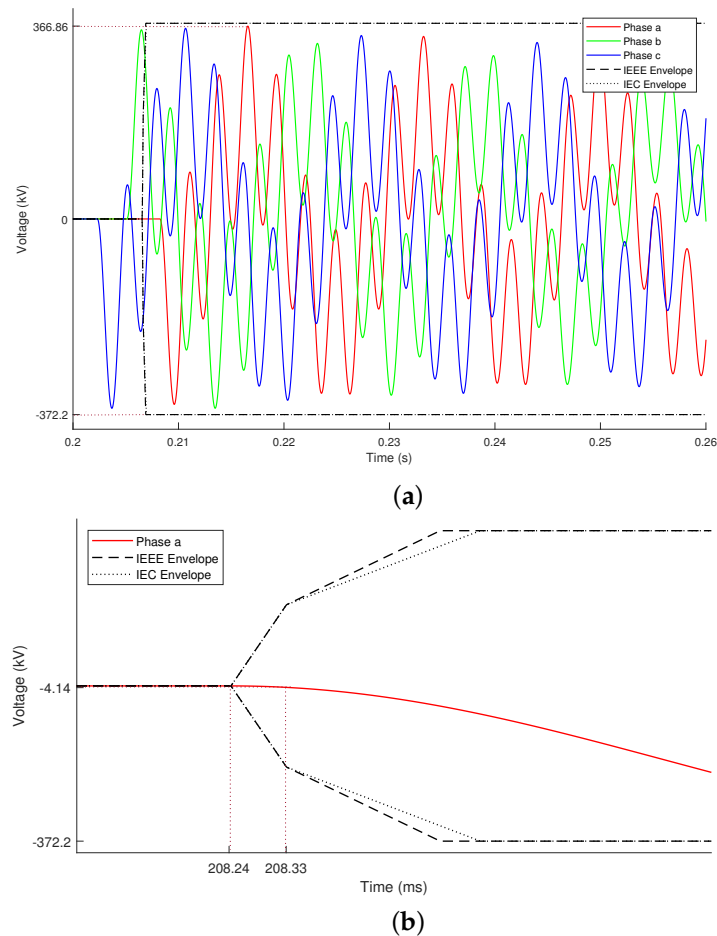 366.86
0
-372.2
Voltage (kV)
Phase a
Phase b
Phase c
IEEE Envelope
IEC Envelope
0.2
0.21
0.22
0.23
0.24
0.25
0.26
Time (s)
(a)
Phase a
IEEE Envelope
IEC Envelope
Voltage (kV)
-4.14
-372.2
208.24
208.33
Time (ms)
(b)